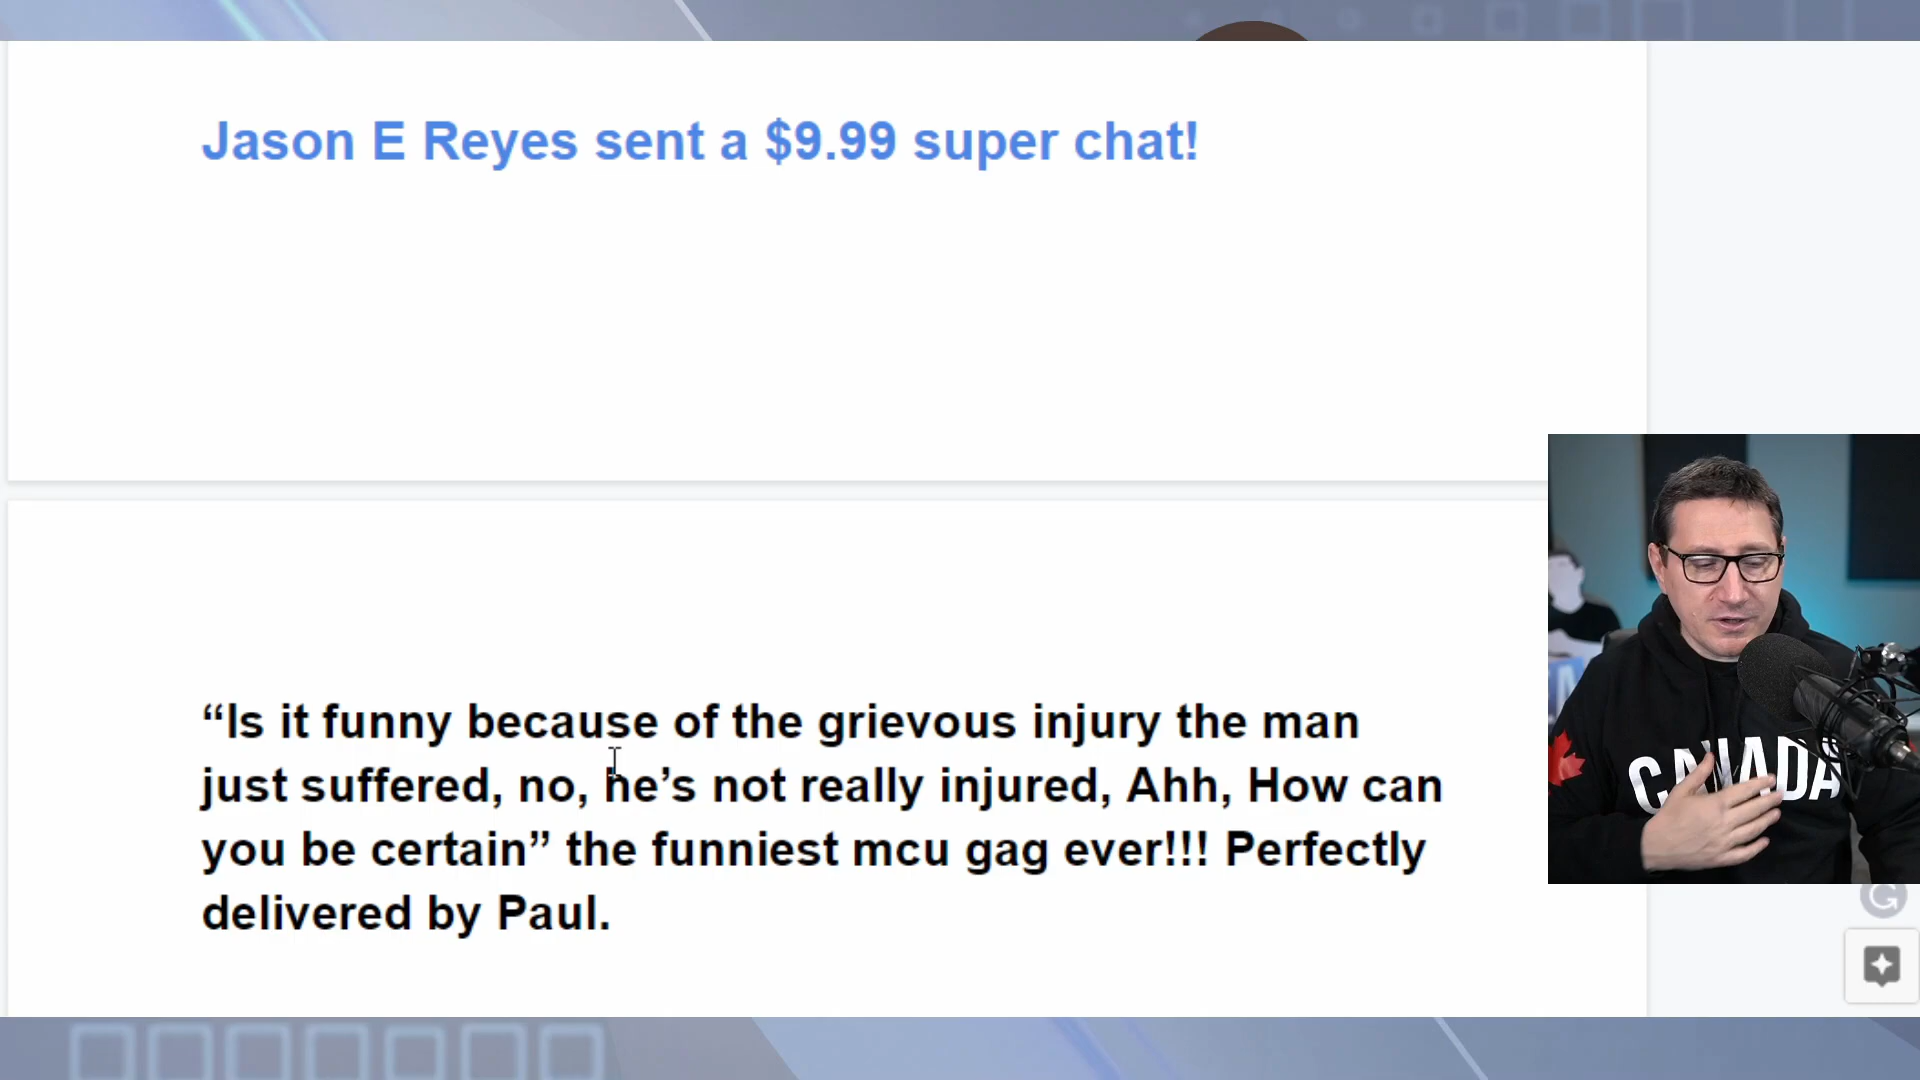 Jason E Reyes sent a $9.99 super chat!
“Is it funny because of the grievous injury the man
just suffered, no, he’s not really injured, Ahh, How can
you be certain” the funniest mcu gag ever!!! Perfectly
delivered by Paul.
CANADA